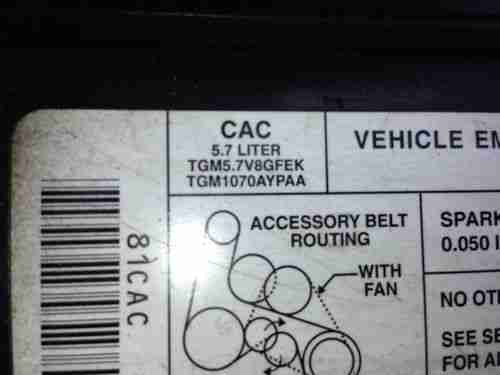 CAC
5.7 LITER
TGM5.7V8GFEK
TGM1070AYPAA
VEHICLE EM
81CAC
ACCESSORY BELT
ROUTING
WITH
FAN
SPARK
0.050 I
NO OTH
SEE SE
FOR A